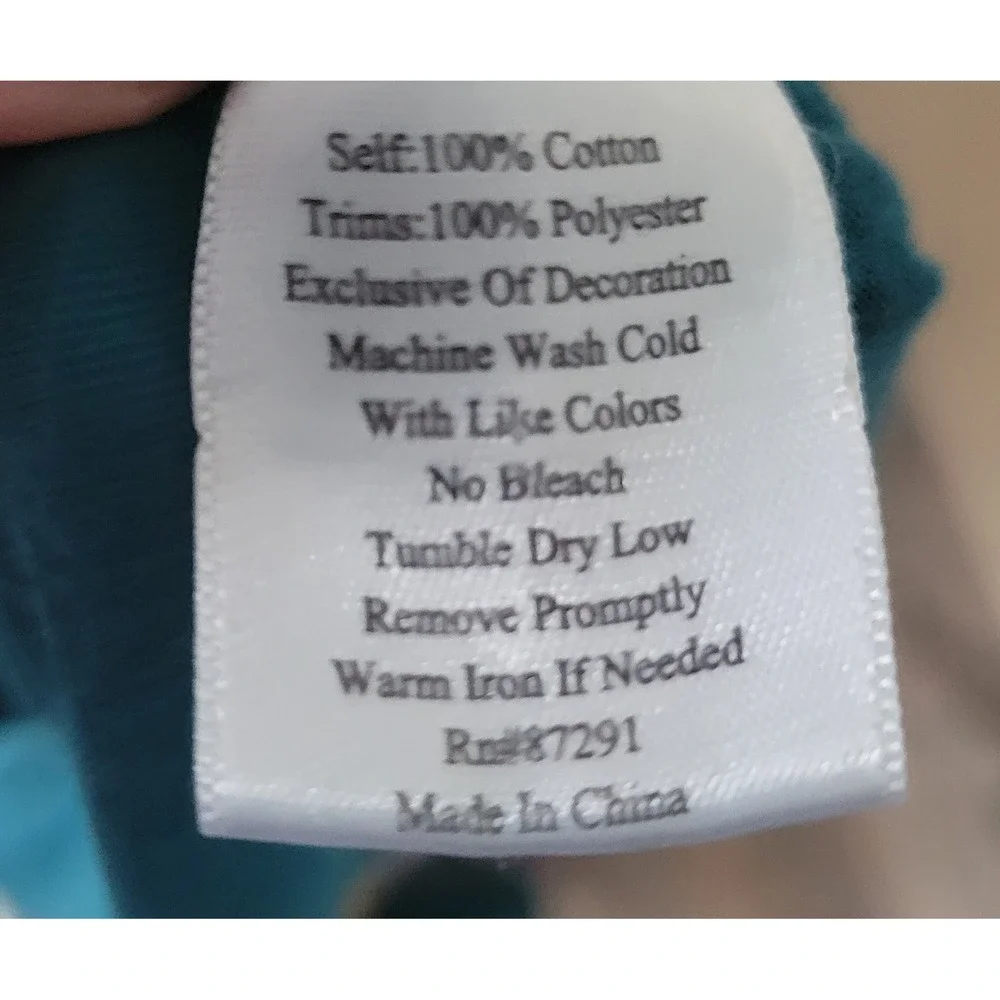 Self:100% Cotton
Trims:100% Polyester
Exclusive Of Decoration
Machine Wash Cold
With Like Colors
No Bleach
Tumble Dry Low
Remove Promptly
Warm Iron If Needed
Rn#87291
Made In China